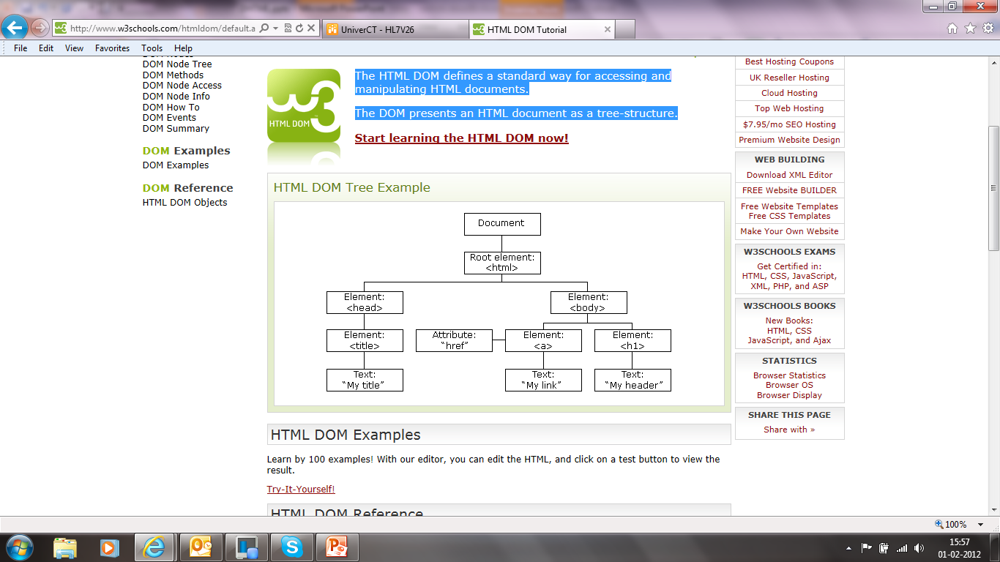 http://www.w3schools.com/htmldom/default.a
UniverCT - HL7V26
HTML DOM Tutorial
File Edit View Favorites Tools Help
DOM Node Tree
DOM Methods
DOM Node Access
DOM Node Info
DOM How To
DOM Events
DOM Summary
DOM Examples
DOM Examples
DOM Reference
HTML DOM Objects
w3
HTML DOM
The HTML DOM defines a standard way for accessing and
manipulating HTML documents.
The DOM presents an HTML document as a tree-structure.
Start learning the HTML DOM now!
HTML DOM Tree Example
Document
Root element:
<html>
Element:
<head>
Element:
<body>
Element:
<title>
Attribute:
“href”
Element:
<a>
Element:
<h1>
Text:
“My title”
Text:
“My link”
Text:
“My header”
HTML DOM Examples
Learn by 100 examples! With our editor, you can edit the HTML, and click on a test button to view the
result.
Try-It-Yourself!
HTML DOM Reference
Best Hosting Coupons
UK Reseller Hosting
Cloud Hosting
Top Web Hosting
$7.95/mo SEO Hosting
Premium Website Design
WEB BUILDING
Download XML Editor
FREE Website BUILDER
Free Website Templates
Free CSS Templates
Make Your Own Website
W3SCHOOLS EXAMS
Get Certified in:
HTML, CSS, JavaScript,
XML, PHP, and ASP
W3SCHOOLS BOOKS
New Books:
HTML, CSS
JavaScript, and Ajax
STATISTICS
Browser Statistics
Browser OS
Browser Display
SHARE THIS PAGE
Share with »
100%
15:57
01-02-2012